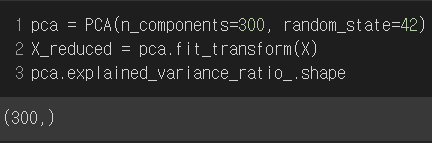 1 pca = PCA(n_components=300, random_state=42)
2 X_reduced = pca.fit_transform(X)
3 pca.explained_variance_ratio_.shape
(300,)